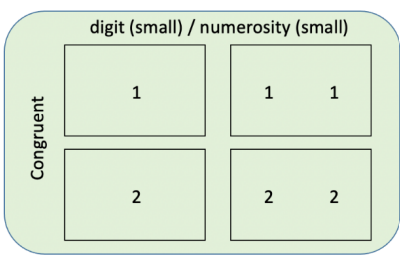 digit (small) / numerosity (small)
Congruent
1
1 1
2
2 2